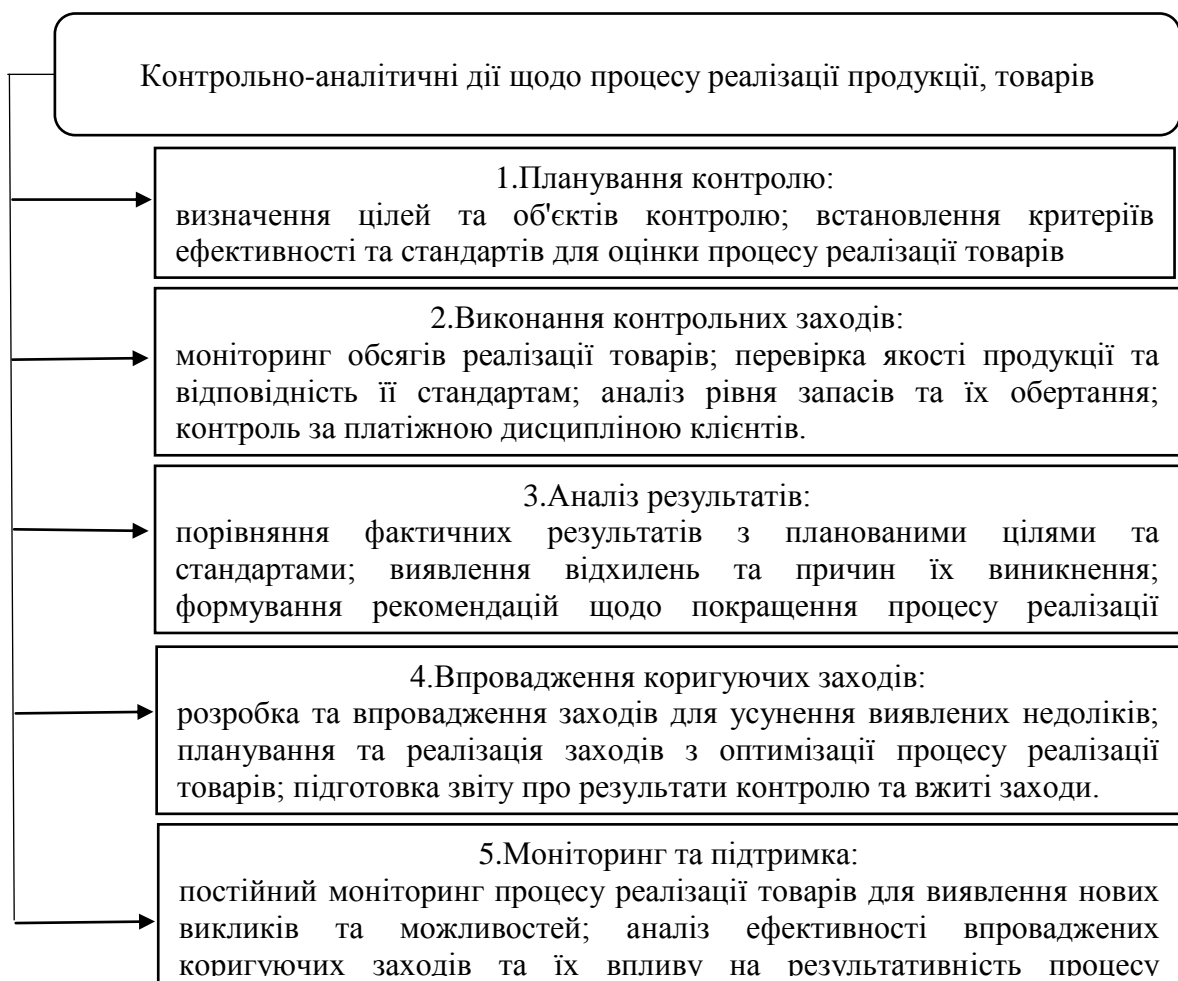 Контрольно-аналітичні дії щодо процесу реалізації продукції, товарів
1.Планування контролю:
визначення цілей та об'єктів контролю; встановлення критеріїв
ефективності та стандартів для оцінки процесу реалізації товарів
2.Виконання контрольних заходів:
моніторинг обсягів реалізації товарів; перевірка якості продукції та
відповідність її стандартам; аналіз рівня запасів та їх обертання;
контроль за платіжною дисципліною клієнтів.
3.Аналіз результатів:
порівняння фактичних результатів з планованими цілями та
стандартами; виявлення відхилень та причин їх виникнення;
формування рекомендацій щодо покращення процесу реалізації
4.Впровадження коригуючих заходів:
розробка та впровадження заходів для усунення виявлених недоліків;
планування та реалізація заходів з оптимізації процесу реалізації
товарів; підготовка звіту про результати контролю та вжиті заходи.
5.Моніторинг та підтримка:
постійний моніторинг процесу реалізації товарів для виявлення нових
викликів та можливостей; аналіз ефективності впроваджених
коригуючих заходів та їх впливу на результативність процесу